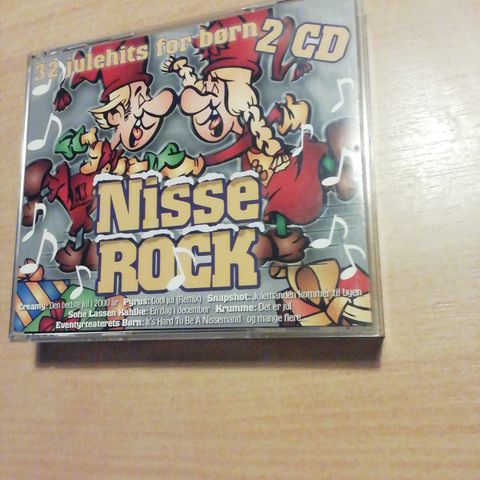 32 julehits for børn 2 CD
Nisse
ROCK
Creamy: Den bedste jul i 2000 år Pyrus: Cool jul (Remix) Snapshot: Julemanden kommer til byen
Sofie Lassen Kahlke: En dag i december Krumme: Det er jul
Eventyrteaterets Børn: It's Hard To Be A Nissemand - og mange flere